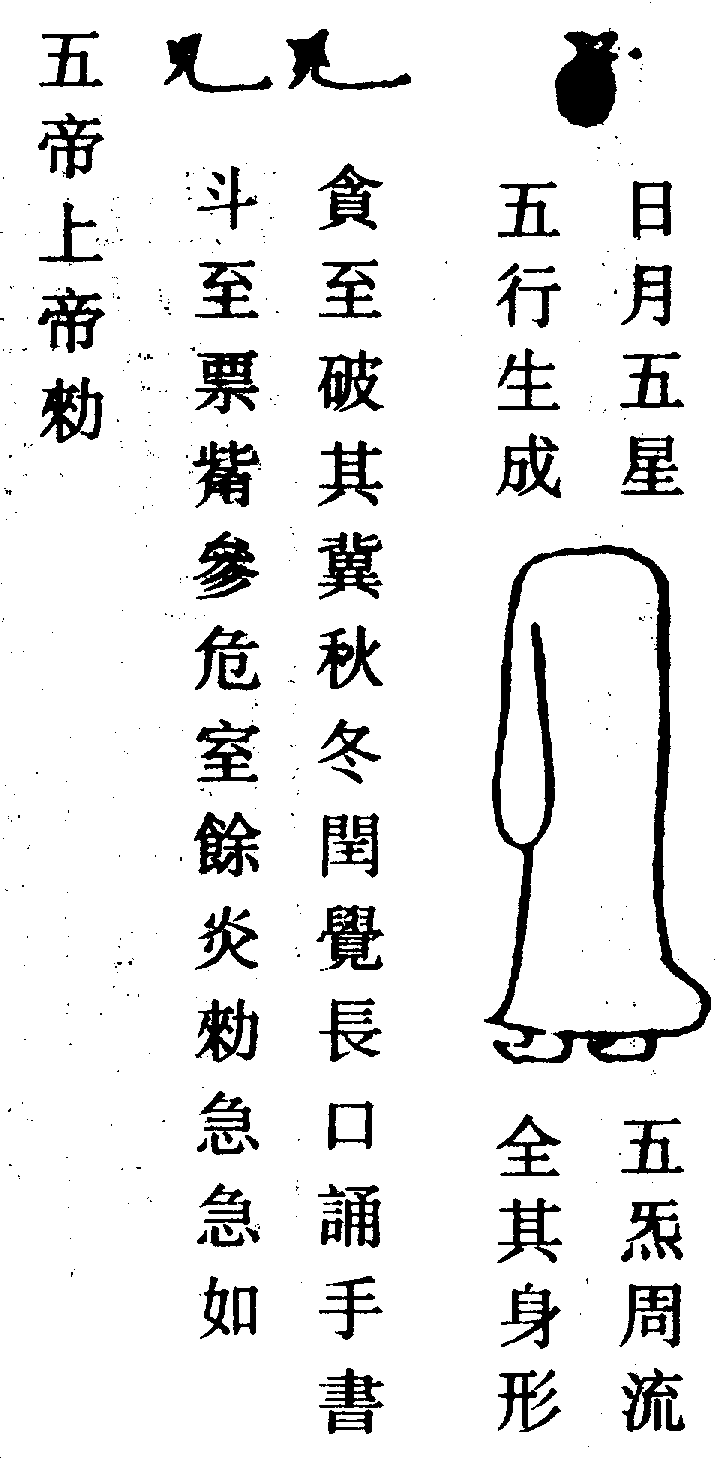 日月五星
五行生成
五炁周流
全其身形
貪至破其冀秋冬閏覺長口誦手書
斗至票觜參危室餘炎勑急急如
五帝上帝勑